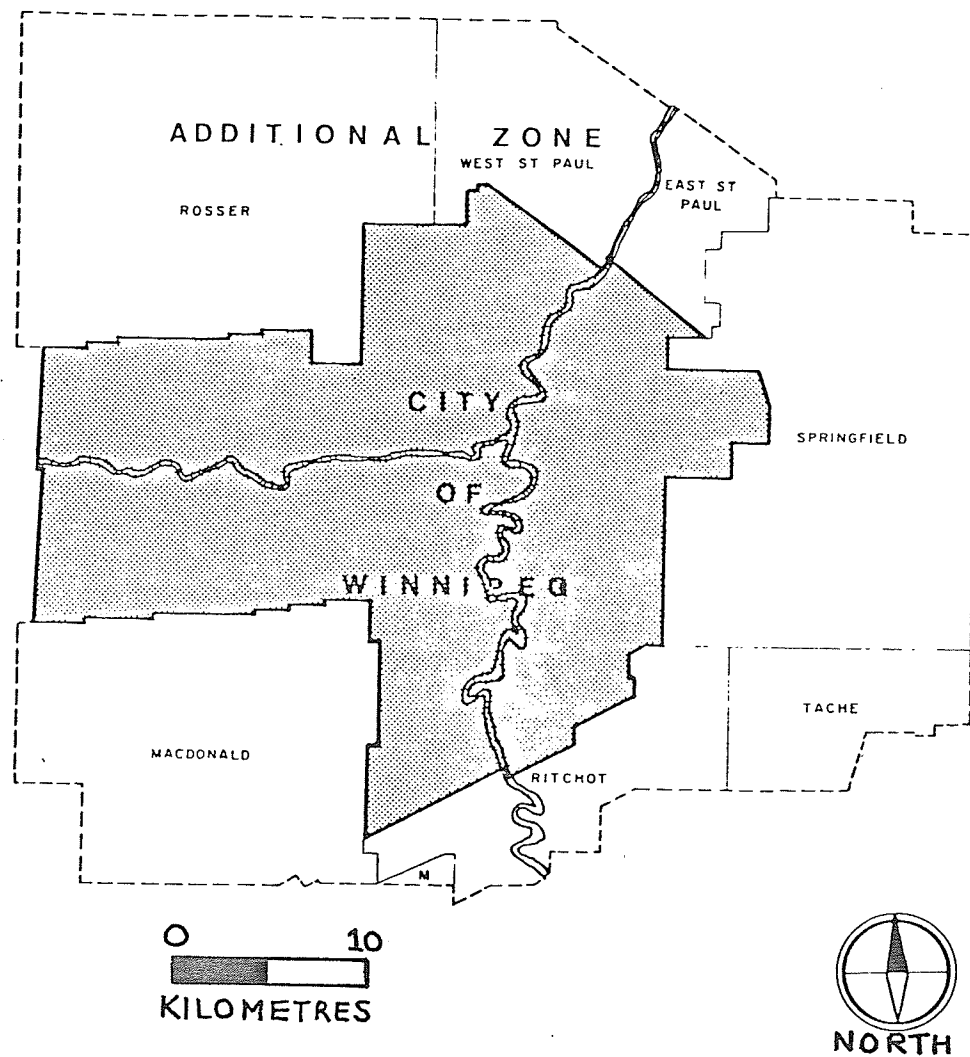 ADDITIONAL ZONE
WEST ST PAUL
EAST ST
PAUL
ROSSER
CITY
OF
WINNIPEG
SPRINGFIELD
TACHE
MACDONALD
RITCHOT
M
0 10
KILOMETRES
NORTH